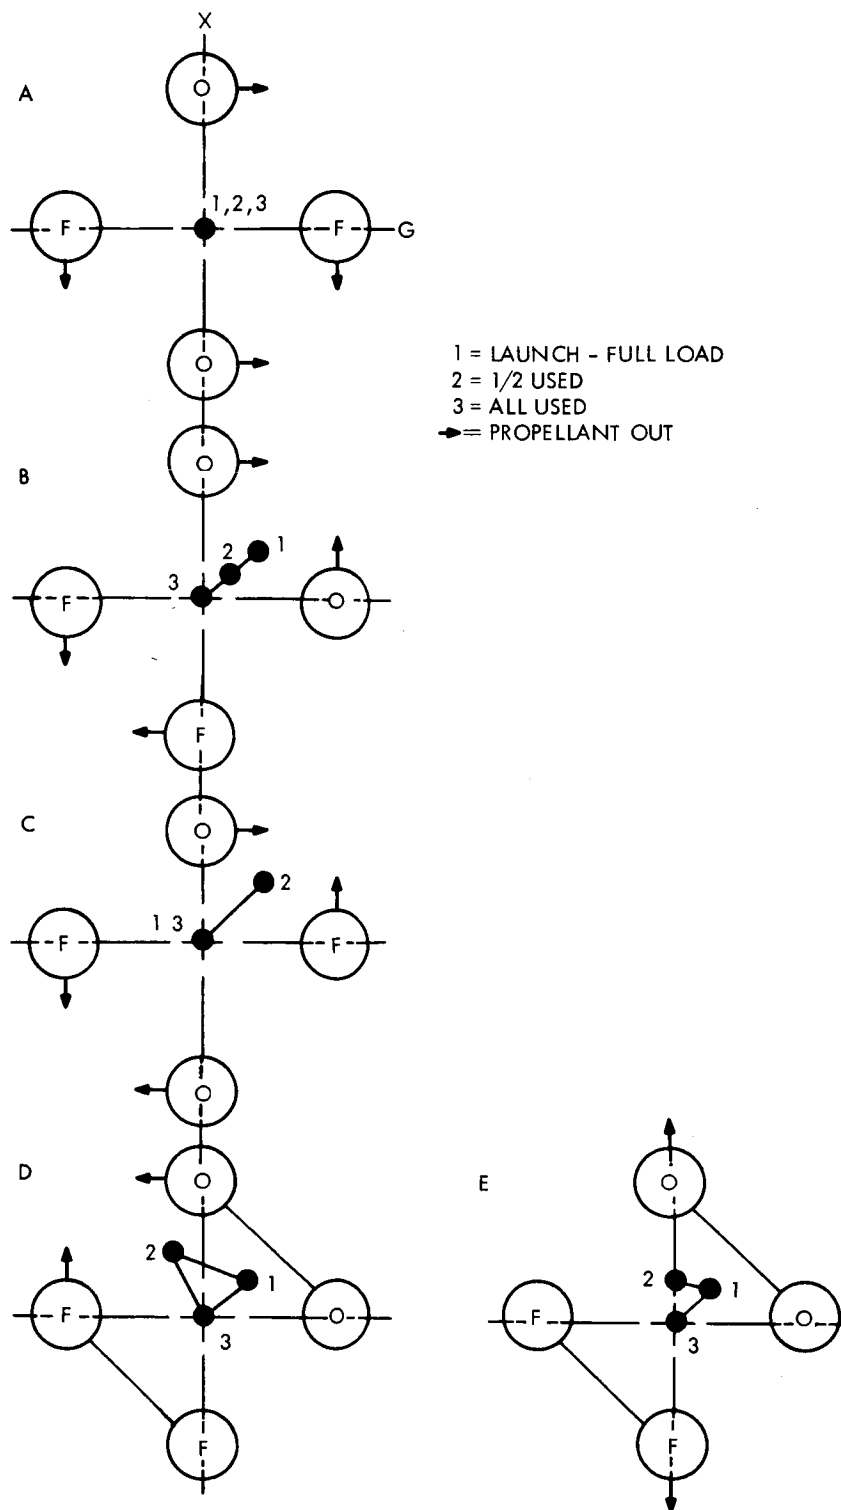 X
O
A
1,2,3
F
F
G
O
1 = LAUNCH - FULL LOAD
2 = 1/2 USED
3 = ALL USED
➔= PROPELLANT OUT
O
B
2
1
3
F
O
F
C
O
2
1 3
F
F
O
D
O
2
1
F
O
3
F
E
O
2
1
F
O
3
F